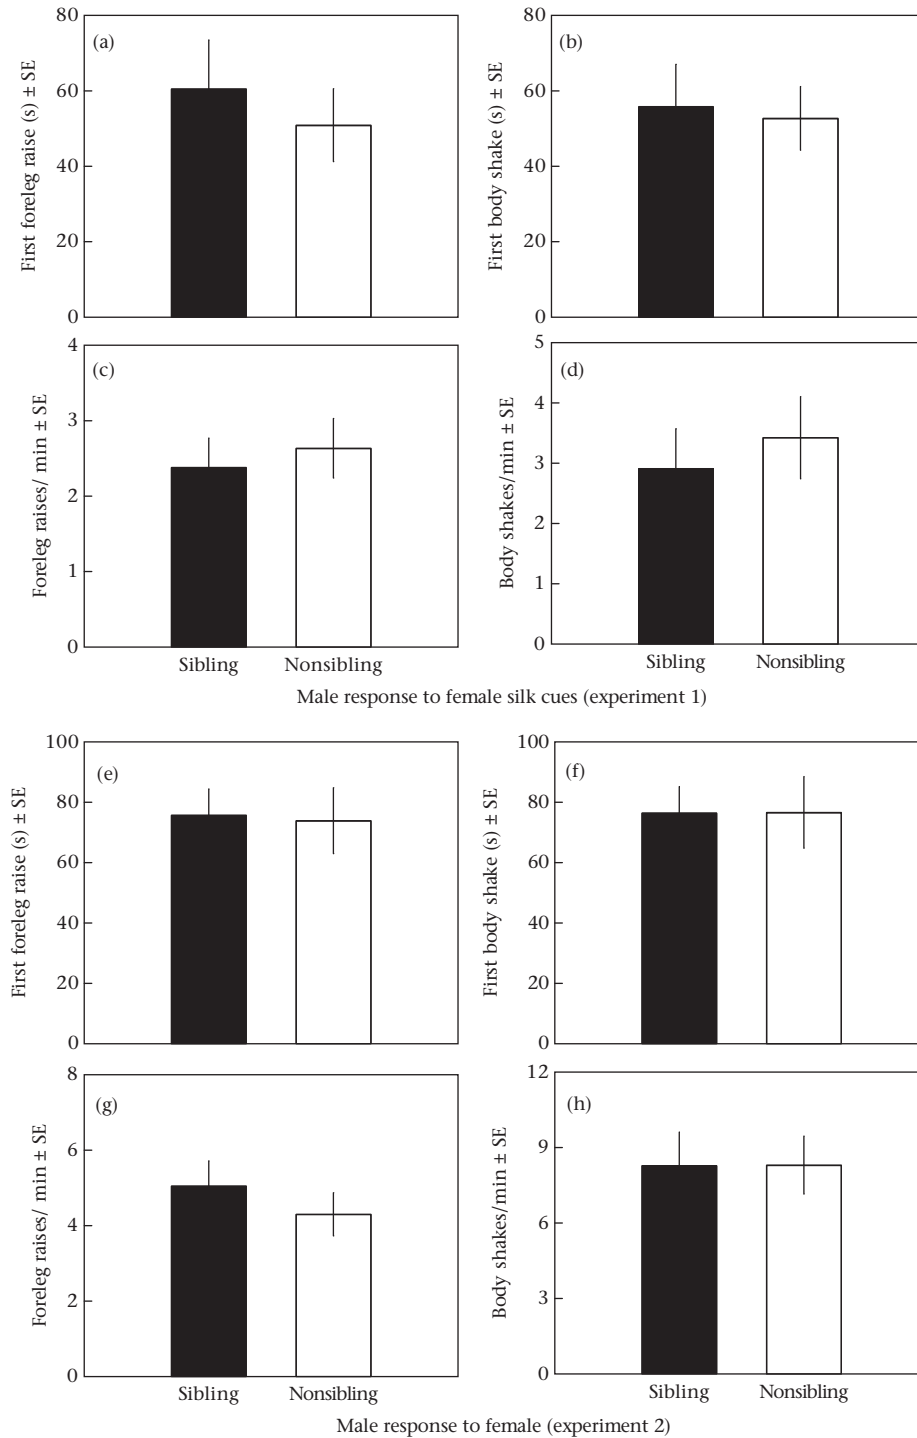 (a)
First foreleg raise (s) ± SE
80
60
40
20
0
(b)
First body shake (s) ± SE
80
60
40
20
0
(c)
Foreleg raises/ min ± SE
4
3
2
1
0
Sibling Nonsibling
(d)
Body shakes/min ± SE
5
4
3
2
1
0
Sibling Nonsibling
Male response to female silk cues (experiment 1)
(e)
First foreleg raise (s) ± SE
100
80
60
40
20
0
(f)
First body shake (s) ± SE
100
80
60
40
20
0
(g)
Foreleg raises/ min ± SE
8
6
4
2
0
Sibling Nonsibling
(h)
Body shakes/min ± SE
12
9
6
3
0
Sibling Nonsibling
Male response to female (experiment 2)